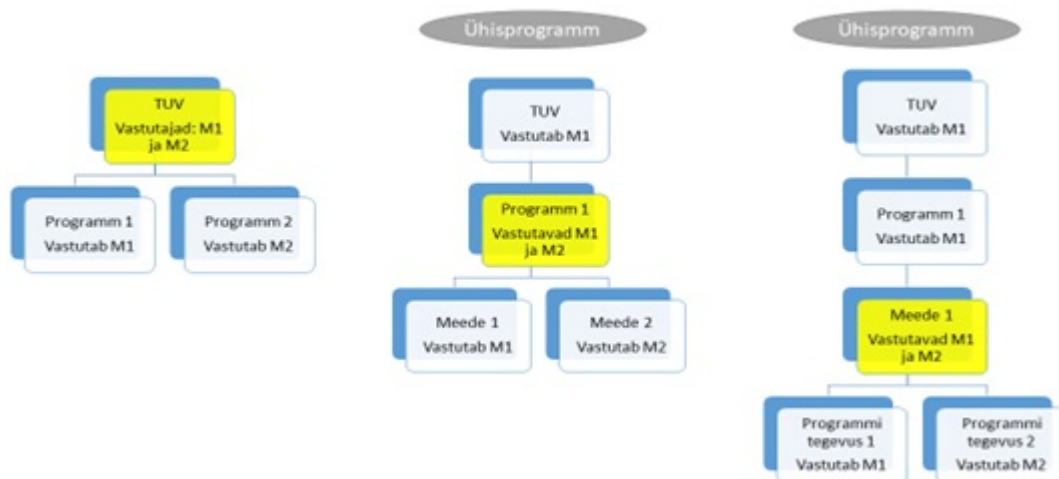 Ühisprogramm
Ühisprogramm
TUV
Vastutajad: M1
ja M2
Programm 1
Vastutab M1
Programm 2
Vastutab M2
TUV
Vastutab M1
Programm 1
Vastutavad M1
ja M2
Meede 1
Vastutab M1
Meede 2
Vastutab M2
TUV
Vastutab M1
Programm 1
Vastutab M1
Meede 1
Vastutavad M1
ja M2
Programmi
tegevus 1
Vastutab M1
Programmi
tegevus 2
Vastutab M2